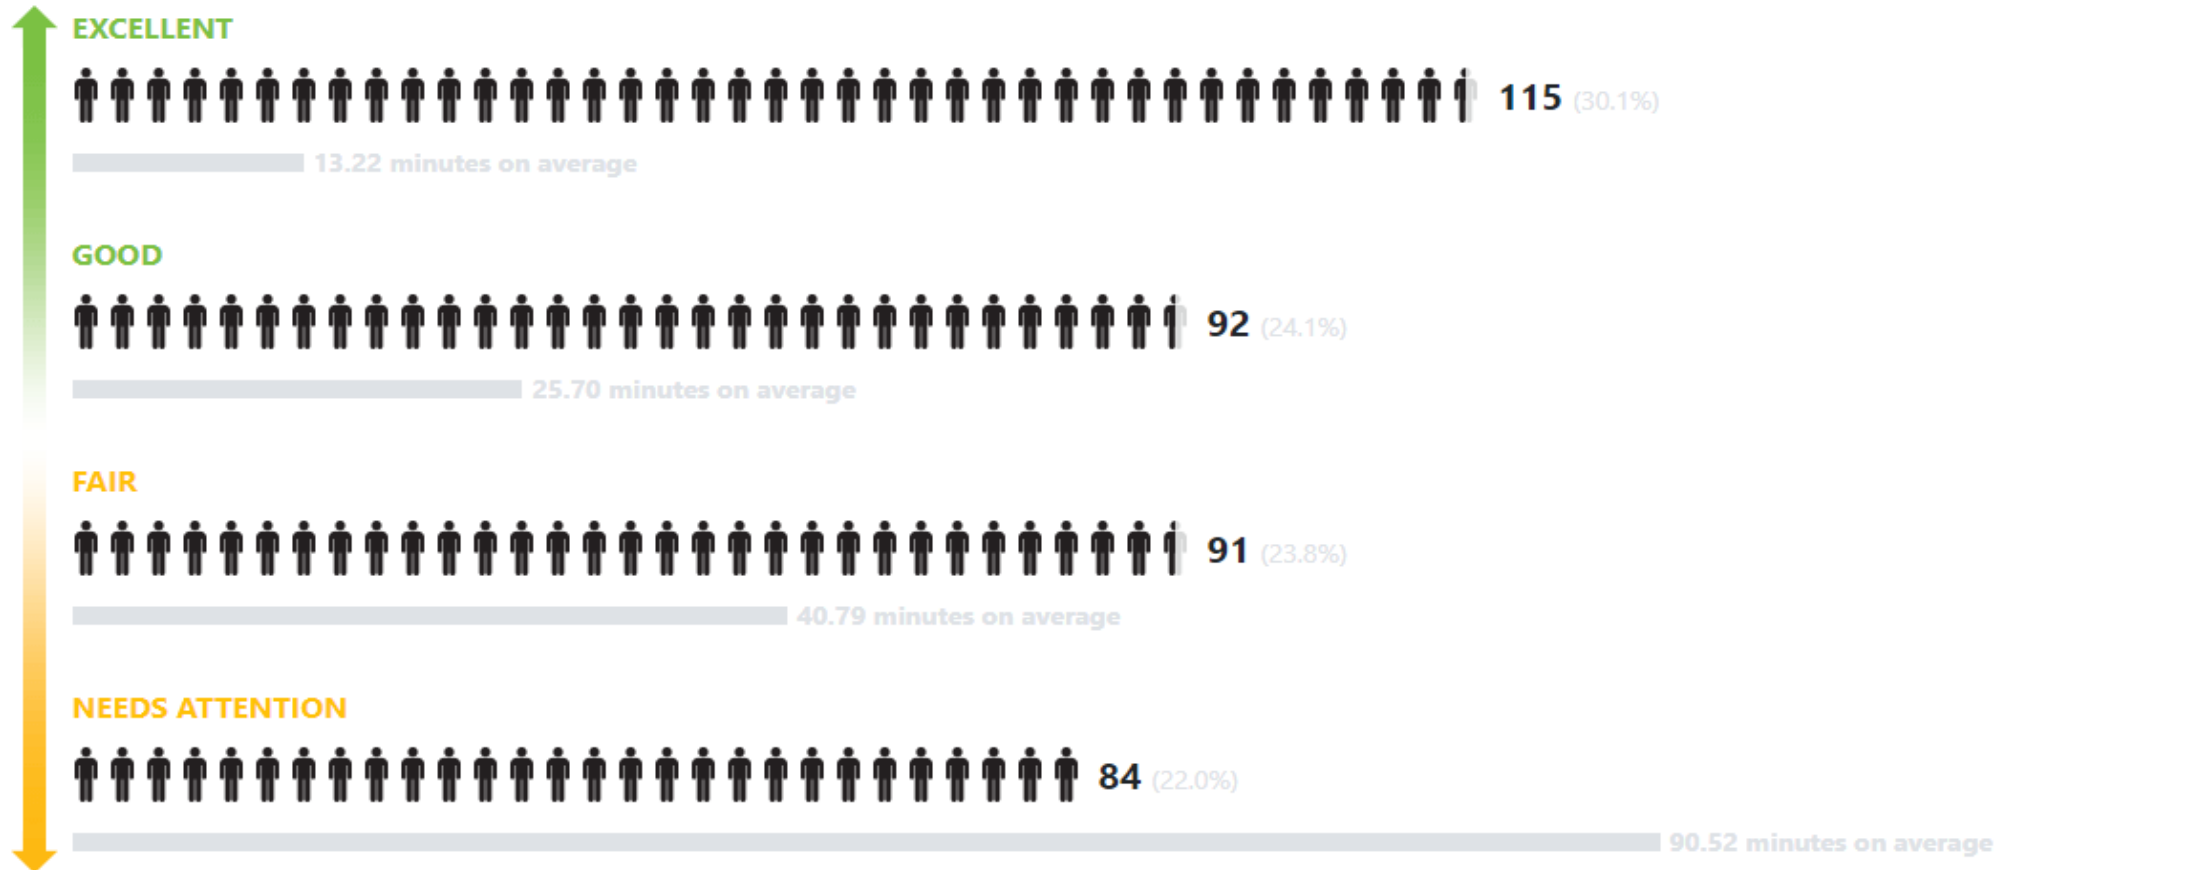 EXCELLENT
115 (30.1%)
13.22 minutes on average
GOOD
92 (24.1%)
25.70 minutes on average
FAIR
91 (23.8%)
40.79 minutes on average
NEEDS ATTENTION
84 (22.0%)
90.52 minutes on average